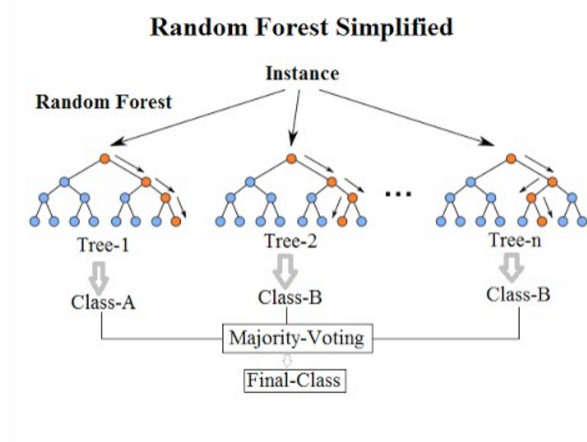 Random Forest Simplified
Instance
Random Forest
...
Tree-1
Tree-2
Tree-n
Class-A
Class-B
Class-B
Majority-Voting
Final-Class